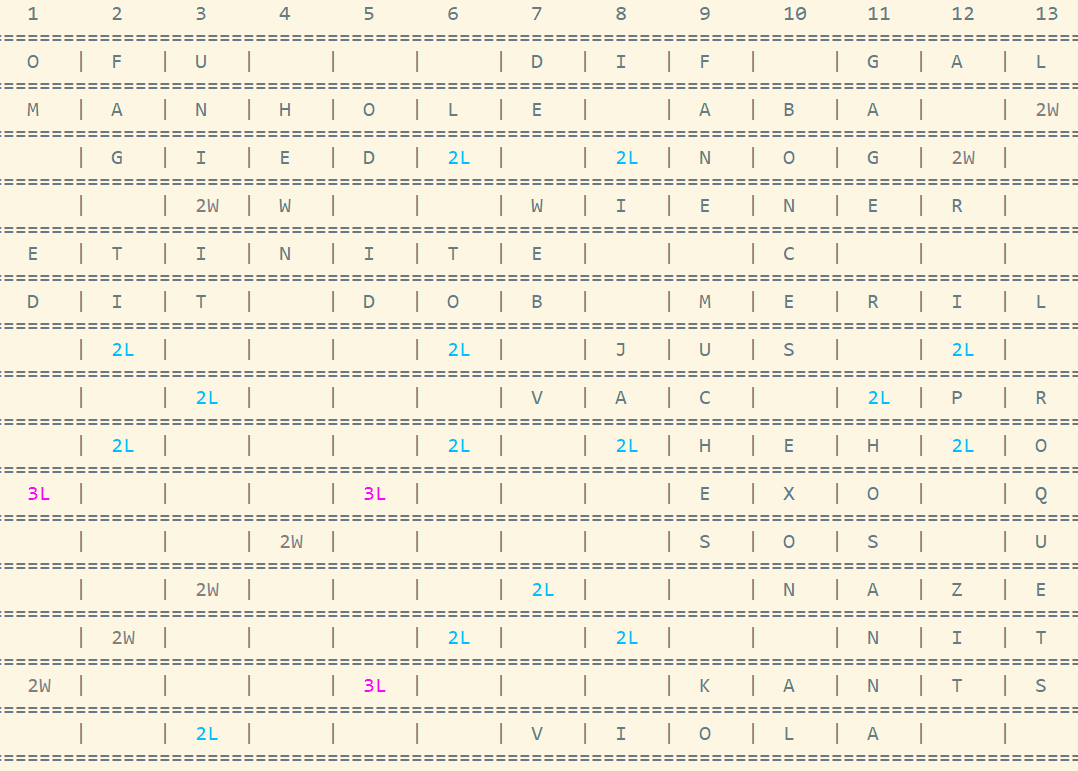 1 2 3 4 5 6 7 8 9 10 11 12 13
==========================================================================================
O | F | U | | | | D | I | F | | G | A | L
==========================================================================================
M | A | N | H | O | L | E | | A | B | A | | 2W
==========================================================================================
| G | I | E | D | 2L | | 2L | N | O | G | 2W |
==========================================================================================
| | 2W | W | | | W | I | E | N | E | R |
==========================================================================================
E | T | I | N | I | T | E | | | C | | |
==========================================================================================
D | I | T | | D | O | B | | M | E | R | I | L
==========================================================================================
| 2L | | | | 2L | | J | U | S | | 2L |
==========================================================================================
| | 2L | | | | V | A | C | | 2L | P | R
==========================================================================================
| 2L | | | | 2L | | 2L | H | E | H | 2L | O
==========================================================================================
3L | | | | 3L | | | | E | X | O | | Q
==========================================================================================
| | | 2W | | | | | S | O | S | | U
==========================================================================================
| | 2W | | | | 2L | | | N | A | Z | E
==========================================================================================
| 2W | | | | 2L | | 2L | | | N | I | T
==========================================================================================
2W | | | | 3L | | | | K | A | N | T | S
==========================================================================================
| | 2L | | | | V | I | O | L | A | |
==========================================================================================